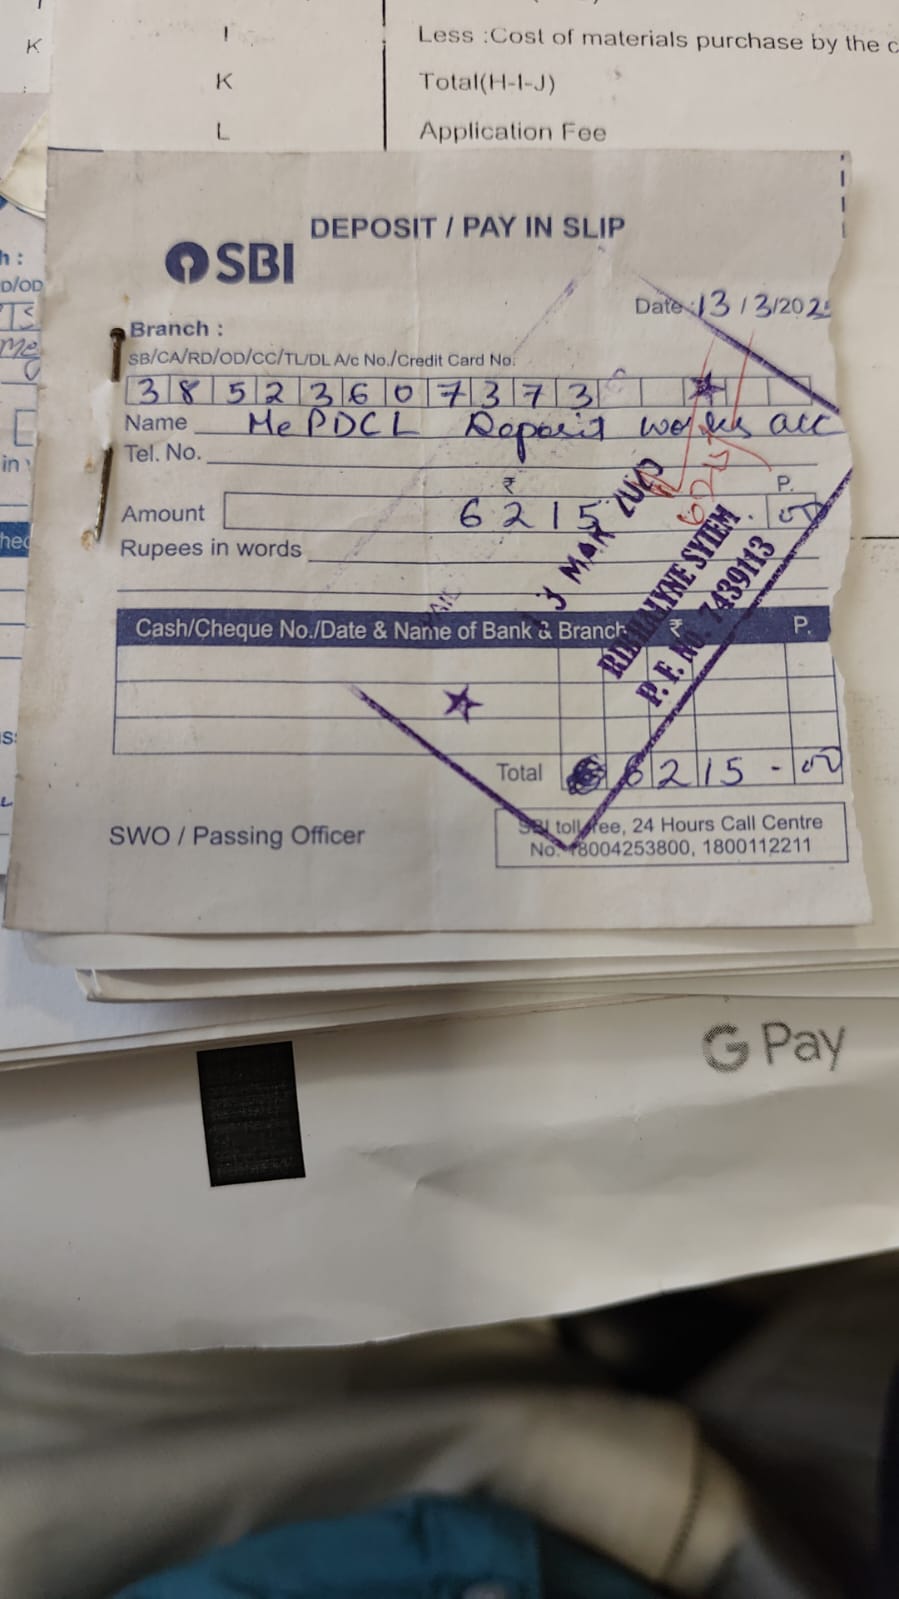 K
I
Less :Cost of materials purchase by the c
K
Total(H-I-J)
L
Application Fee
DEPOSIT / PAY IN SLIP
SBI
Date 13/3/202
Branch :
SB/CA/RD/OD/CC/TL/DL A/c No./Credit Card No.
38523607373
Name MePDCL Deposit works acc
Tel. No.
₹
P.
Amount 6215 . 00
Rupees in words
Cash/Cheque No./Date & Name of Bank & Branch ₹ P.
Total 6215 - 00
SWO / Passing Officer
SBI toll free, 24 Hours Call Centre
No. 18004253800, 1800112211
MAR
P. F. No. 7439113
h :
D/OD
in
G Pay